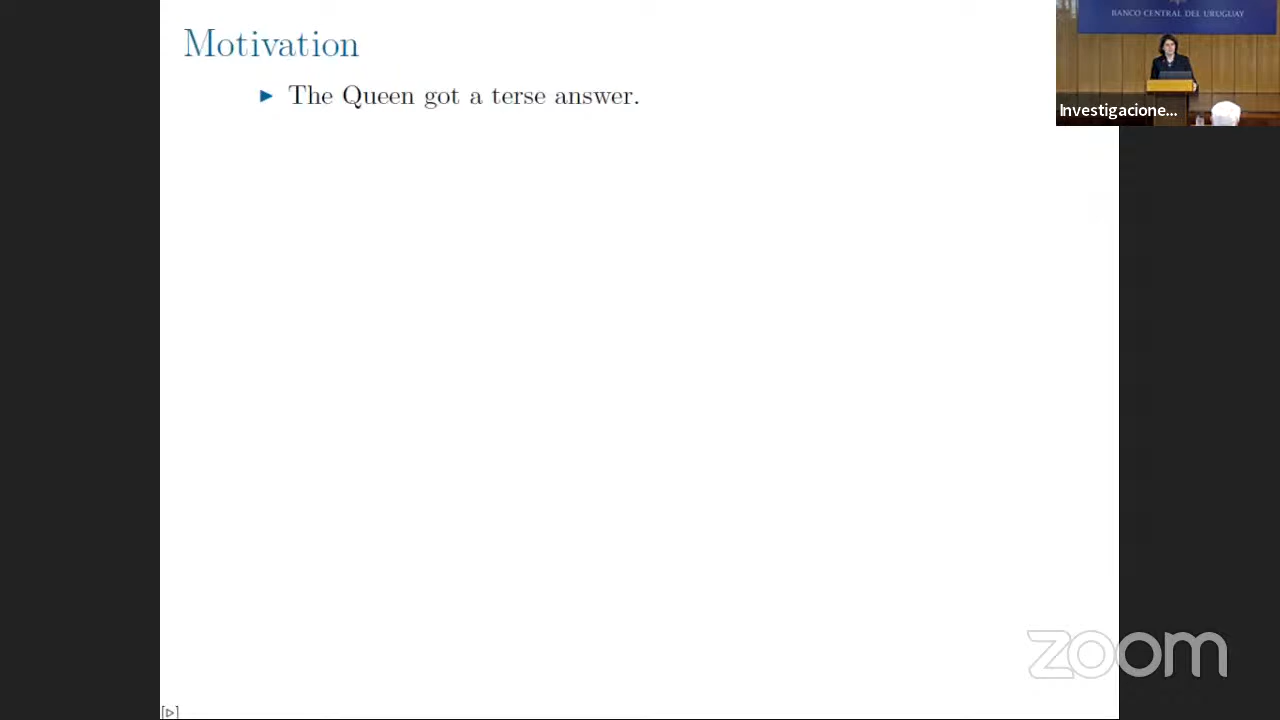 Motivation
▶ The Queen got a terse answer.
BANCO CENTRAL DEL URUGUAY
Investigacione...
zoom